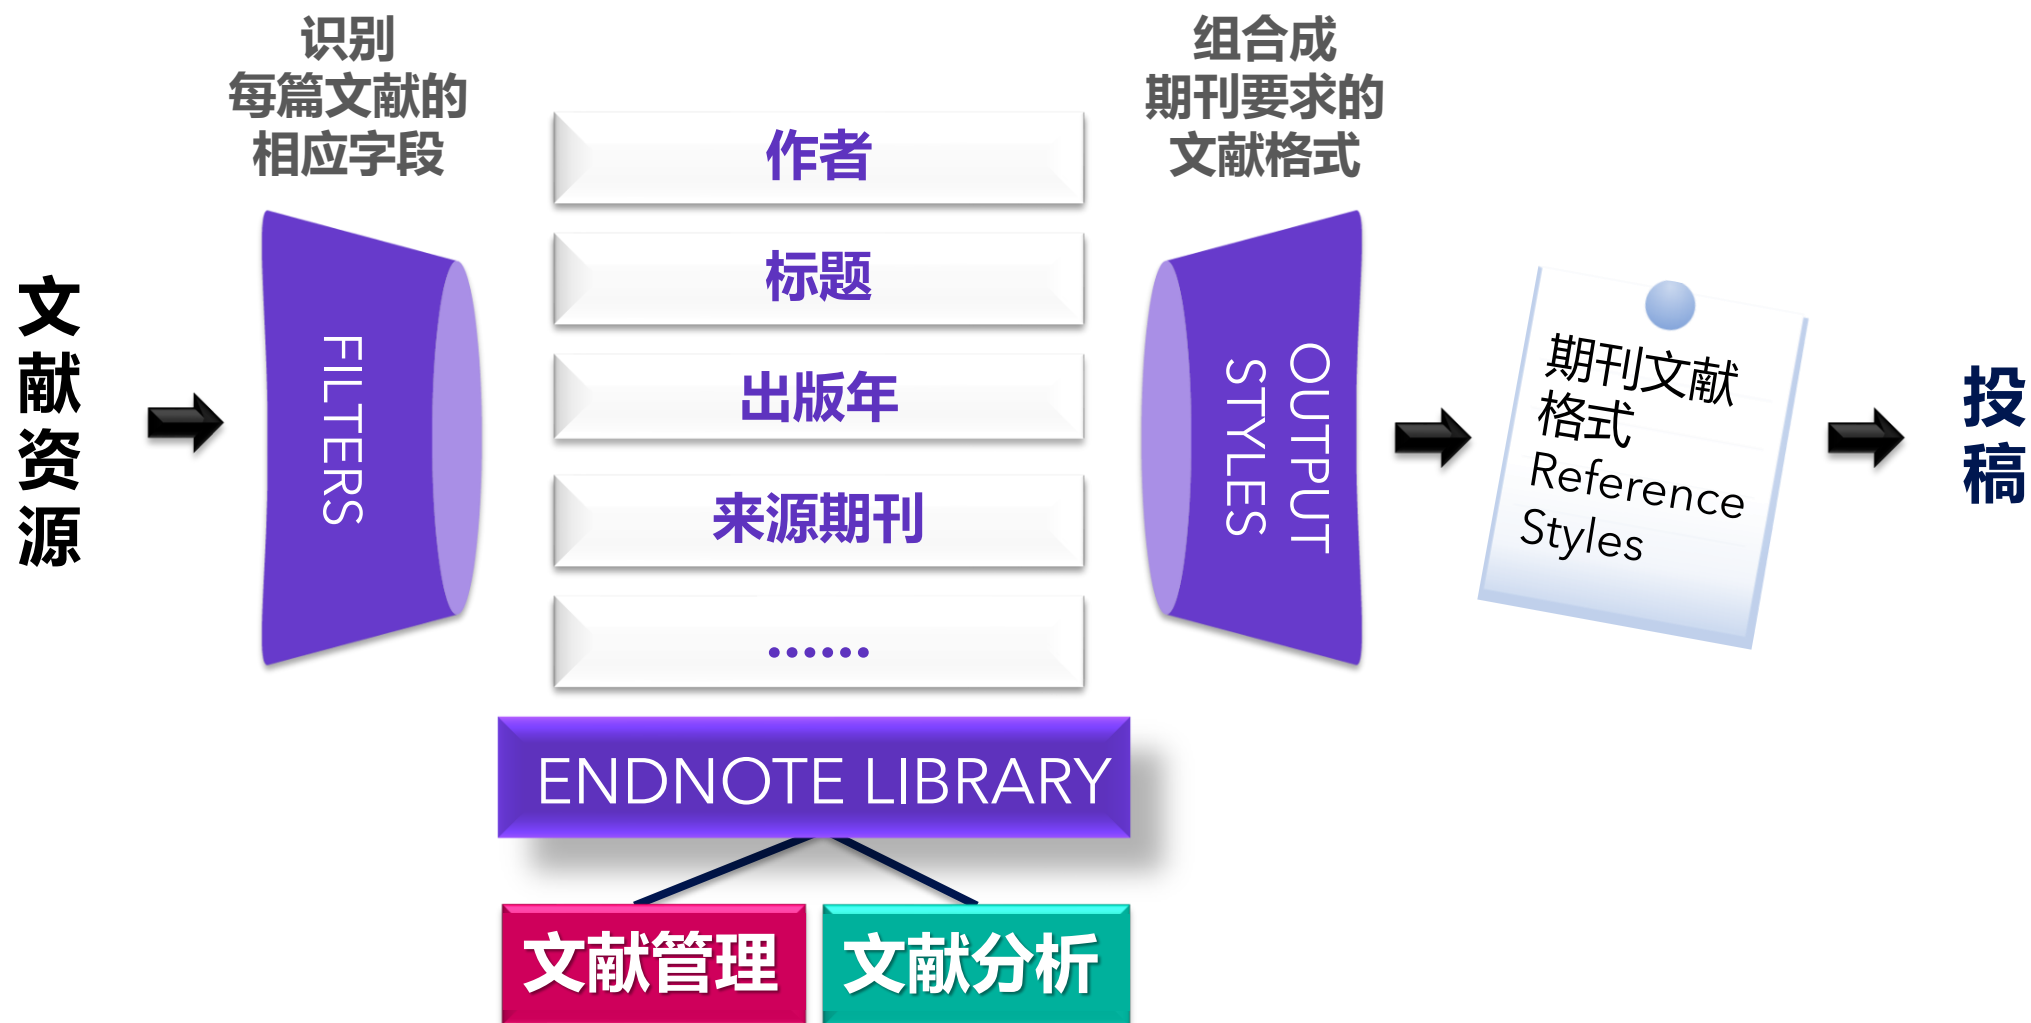 文献资源
识别
每篇文献的
相应字段
FILTERS
作者
标题
出版年
来源期刊
......
ENDNOTE LIBRARY
文献管理
文献分析
组合成
期刊要求的
文献格式
OUTPUT
STYLES
期刊文献
格式
Reference
Styles
投稿